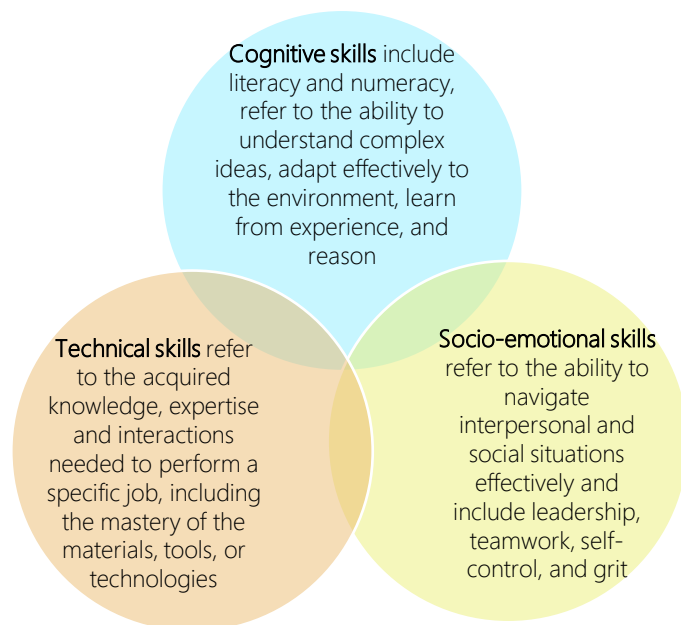 Cognitive skills include
literacy and numeracy,
refer to the ability to
understand complex
ideas, adapt effectively to
the environment, learn
from experience, and
reason
Technical skills refer
to the acquired
knowledge, expertise
and interactions
needed to perform a
specific job, including
the mastery of the
materials, tools, or
technologies
Socio-emotional skills
refer to the ability to
navigate
interpersonal and
social situations
effectively and
include leadership,
teamwork, self-
control, and grit